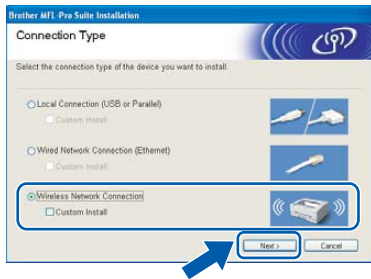 Brother MFL-Pro Suite Installation
Connection Type
Select the connection type of the device you want to install.
Local Connection (USB or Parallel)
Custom Install
Wired Network Connection (Ethernet)
Custom Install
Wireless Network Connection
Custom Install
Next > Cancel